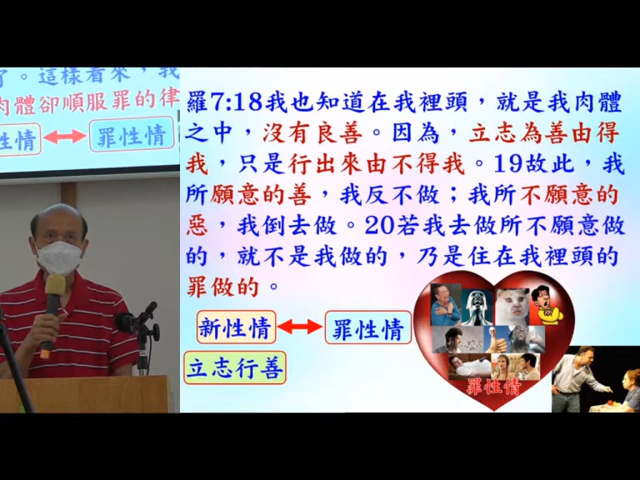 了。這樣看來，我
肉體卻順服罪的律
性情
罪性情
羅7:18我也知道在我裡頭，就是我肉體
之中，沒有良善。因為，立志為善由得
我，只是行出來由不得我。19故此，我
所願意的善，我反不做；我所不願意的
惡，我倒去做。20若我去做所不願意做
的，就不是我做的，乃是住在我裡頭的
罪做的。
新性情
罪性情
立志行善
罪性情